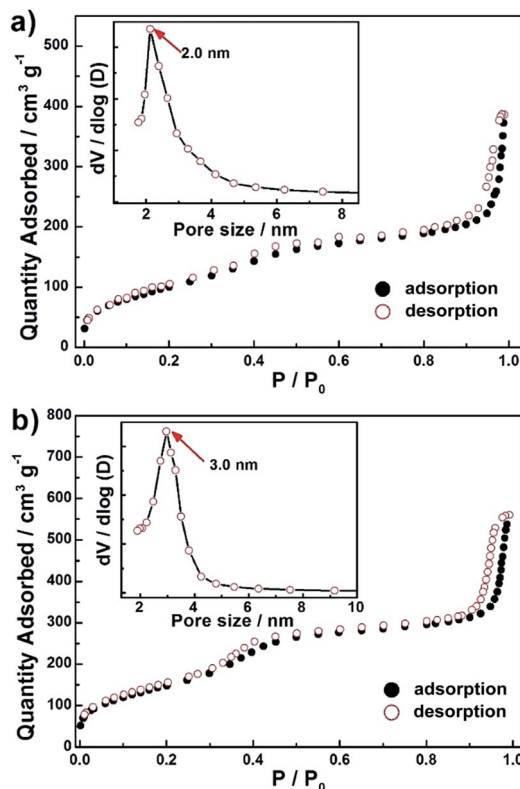 a)
500
400
300
200
100
0
Quantity Adsorbed / cm³ g⁻¹
0.0 0.2 0.4 0.6 0.8 1.0
P / P₀
dV / dlog (D)
2.0 nm
2 4 6 8
Pore size / nm
adsorption
desorption
b)
800
700
600
500
400
300
200
100
0
Quantity Adsorbed / cm³ g⁻¹
0.0 0.2 0.4 0.6 0.8 1.0
P / P₀
dV / dlog (D)
3.0 nm
2 4 6 8 10
Pore size / nm
adsorption
desorption